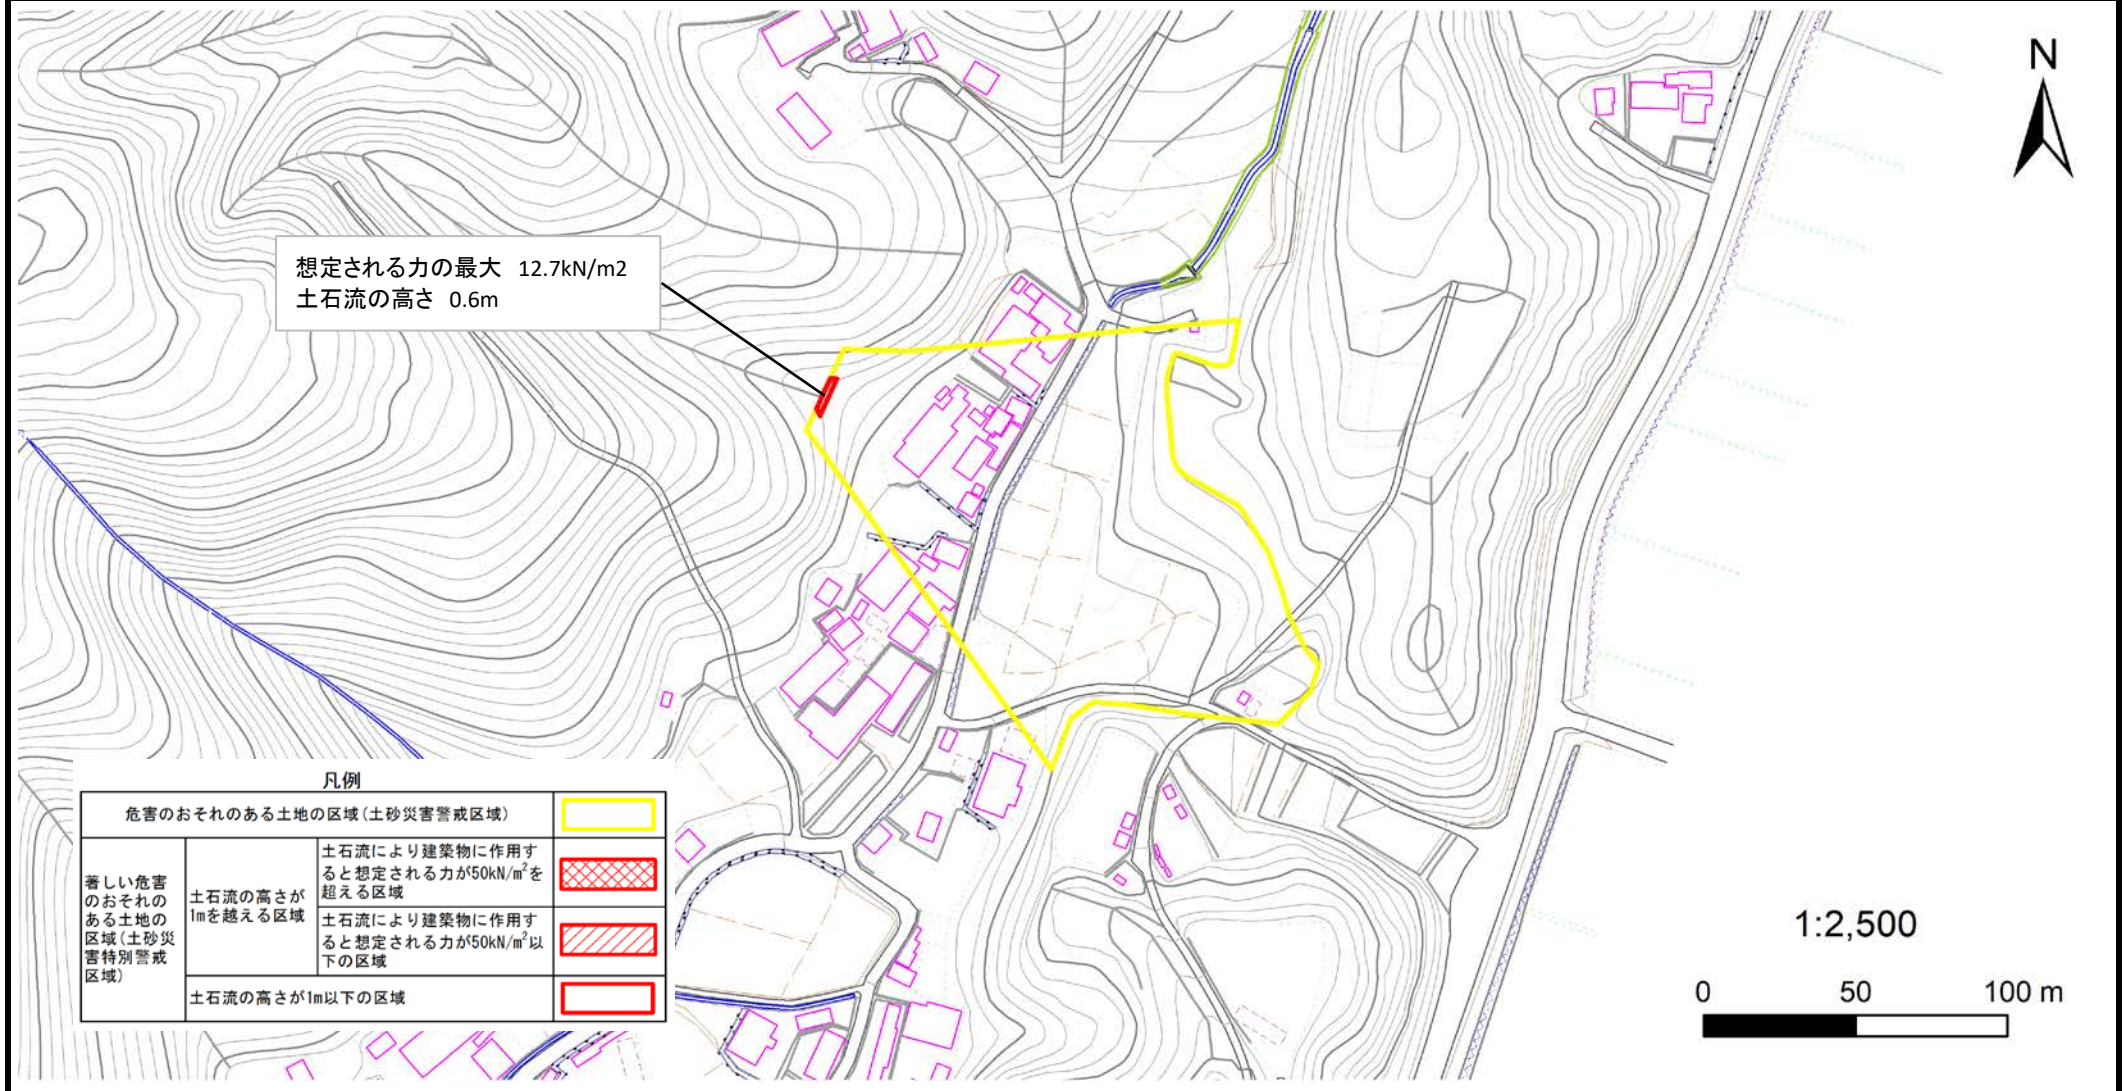 N
想定される力の最大 12.7kN/m2
土石流の高さ 0.6m
凡例
危害のおそれのある土地の区域(土砂災害警戒区域)
著しい危害
のおそれの
ある土地の
区域(土砂災
害特別警戒
区域)
土石流の高さが
1mを越える区域
土石流により建築物に作用す
ると想定される力が50kN/㎡を
超える区域
土石流により建築物に作用す
ると想定される力が50kN/㎡以
下の区域
土石流の高さが1m以下の区域
1:2,500
0 50 100 m